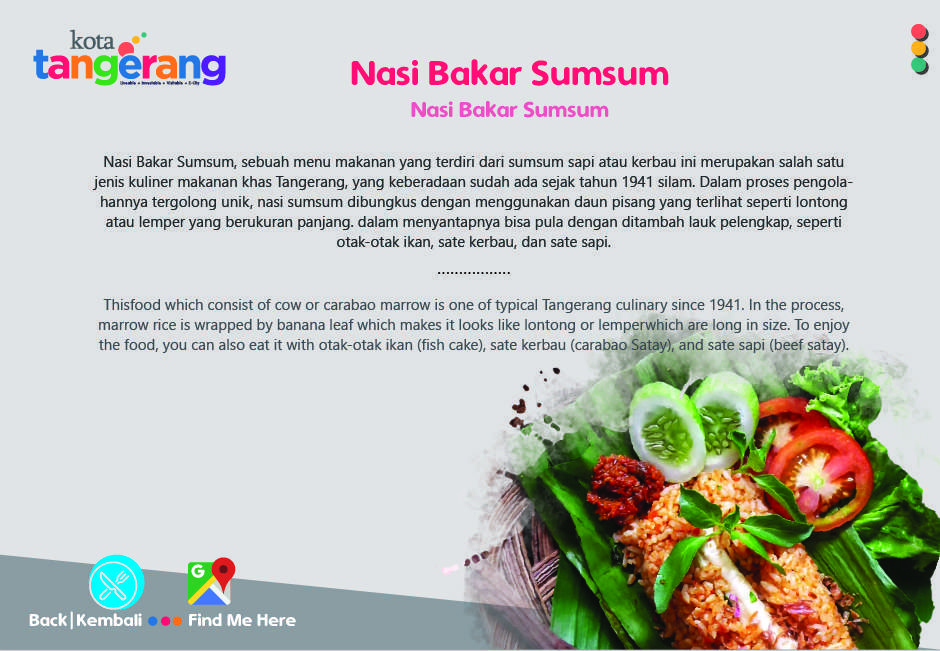 kota
tangerang
Liveable • Investable • Visitable • E-City
Nasi Bakar Sumsum
Nasi Bakar Sumsum
Nasi Bakar Sumsum, sebuah menu makanan yang terdiri dari sumsum sapi atau kerbau ini merupakan salah satu
jenis kuliner makanan khas Tangerang, yang keberadaan sudah ada sejak tahun 1941 silam. Dalam proses pengola-
hannya tergolong unik, nasi sumsum dibungkus dengan menggunakan daun pisang yang terlihat seperti lontong
atau lemper yang berukuran panjang. dalam menyantapnya bisa pula dengan ditambah lauk pelengkap, seperti
otak-otak ikan, sate kerbau, dan sate sapi.
.................
Thisfood which consist of cow or carabao marrow is one of typical Tangerang culinary since 1941. In the process,
marrow rice is wrapped by banana leaf which makes it looks like lontong or lemperwhich are long in size. To enjoy
the food, you can also eat it with otak-otak ikan (fish cake), sate kerbau (carabao Satay), and sate sapi (beef satay).
G
Back|Kembali ••• Find Me Here